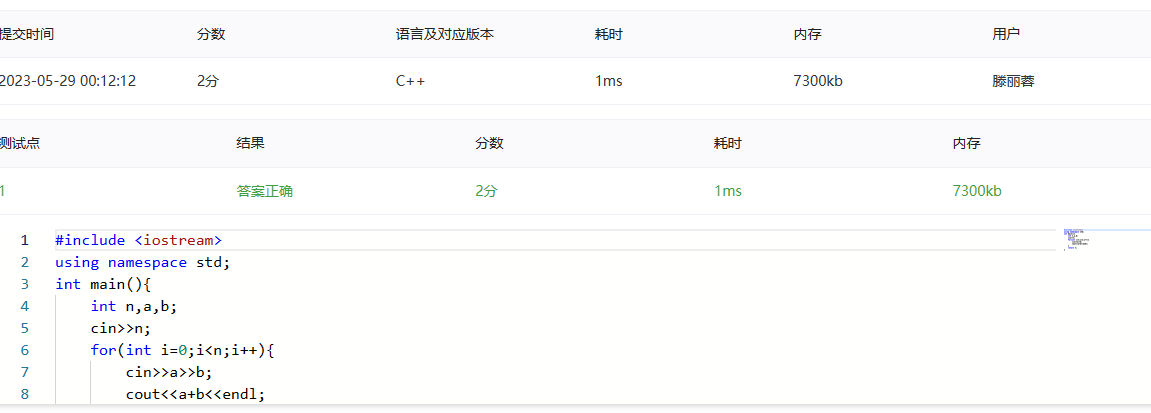 提交时间 分数 语言及对应版本 耗时 内存 用户
2023-05-29 00:12:12 2分 C++ 1ms 7300kb 滕丽蓉
测试点 结果 分数 耗时 内存
1 答案正确 2分 1ms 7300kb
1 #include <iostream>
2 using namespace std;
3 int main(){
4 int n,a,b;
5 cin>>n;
6 for(int i=0;i<n;i++){
7 cin>>a>>b;
8 cout<<a+b<<endl;